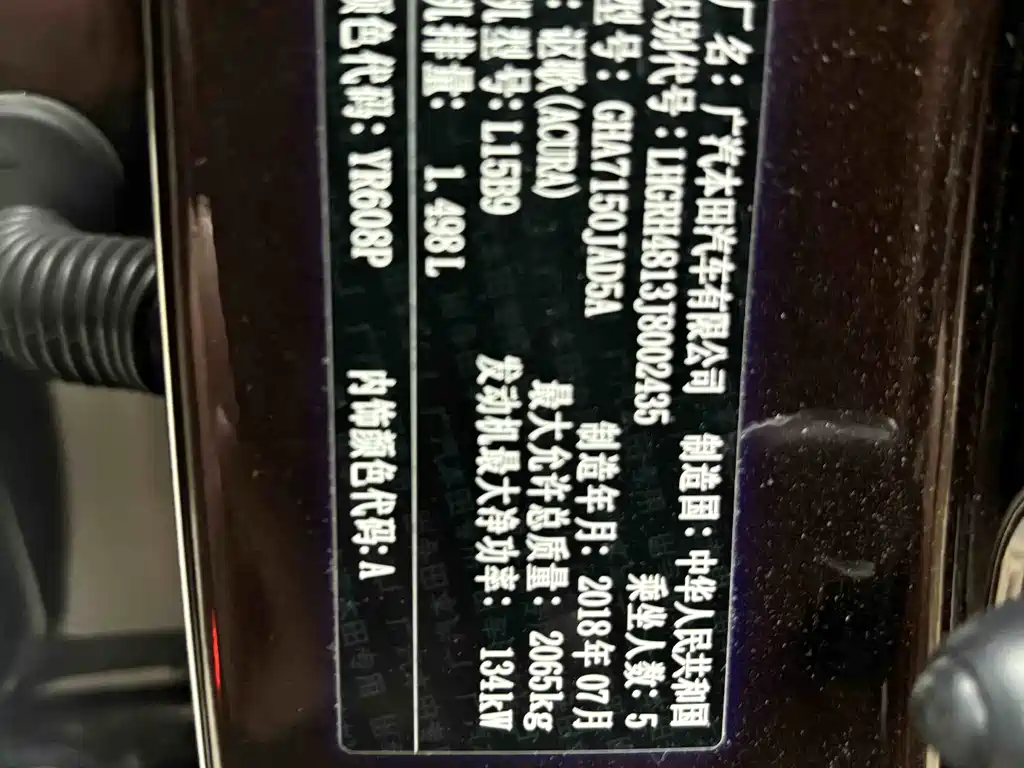 厂名：广汽本田汽车有限公司 制造国：中华人民共和国
识别代号：LHGRH4813J8002435 乘坐人数：5
型号：GHA7150JAD5A 制造年月：2018年07月
：讴歌(ACURA) 最大允许总质量：2065kg
机型号：L15B9 发动机最大净功率：134kW
机排量：1.498L
颜色代码：YR608P 内饰颜色代码：A